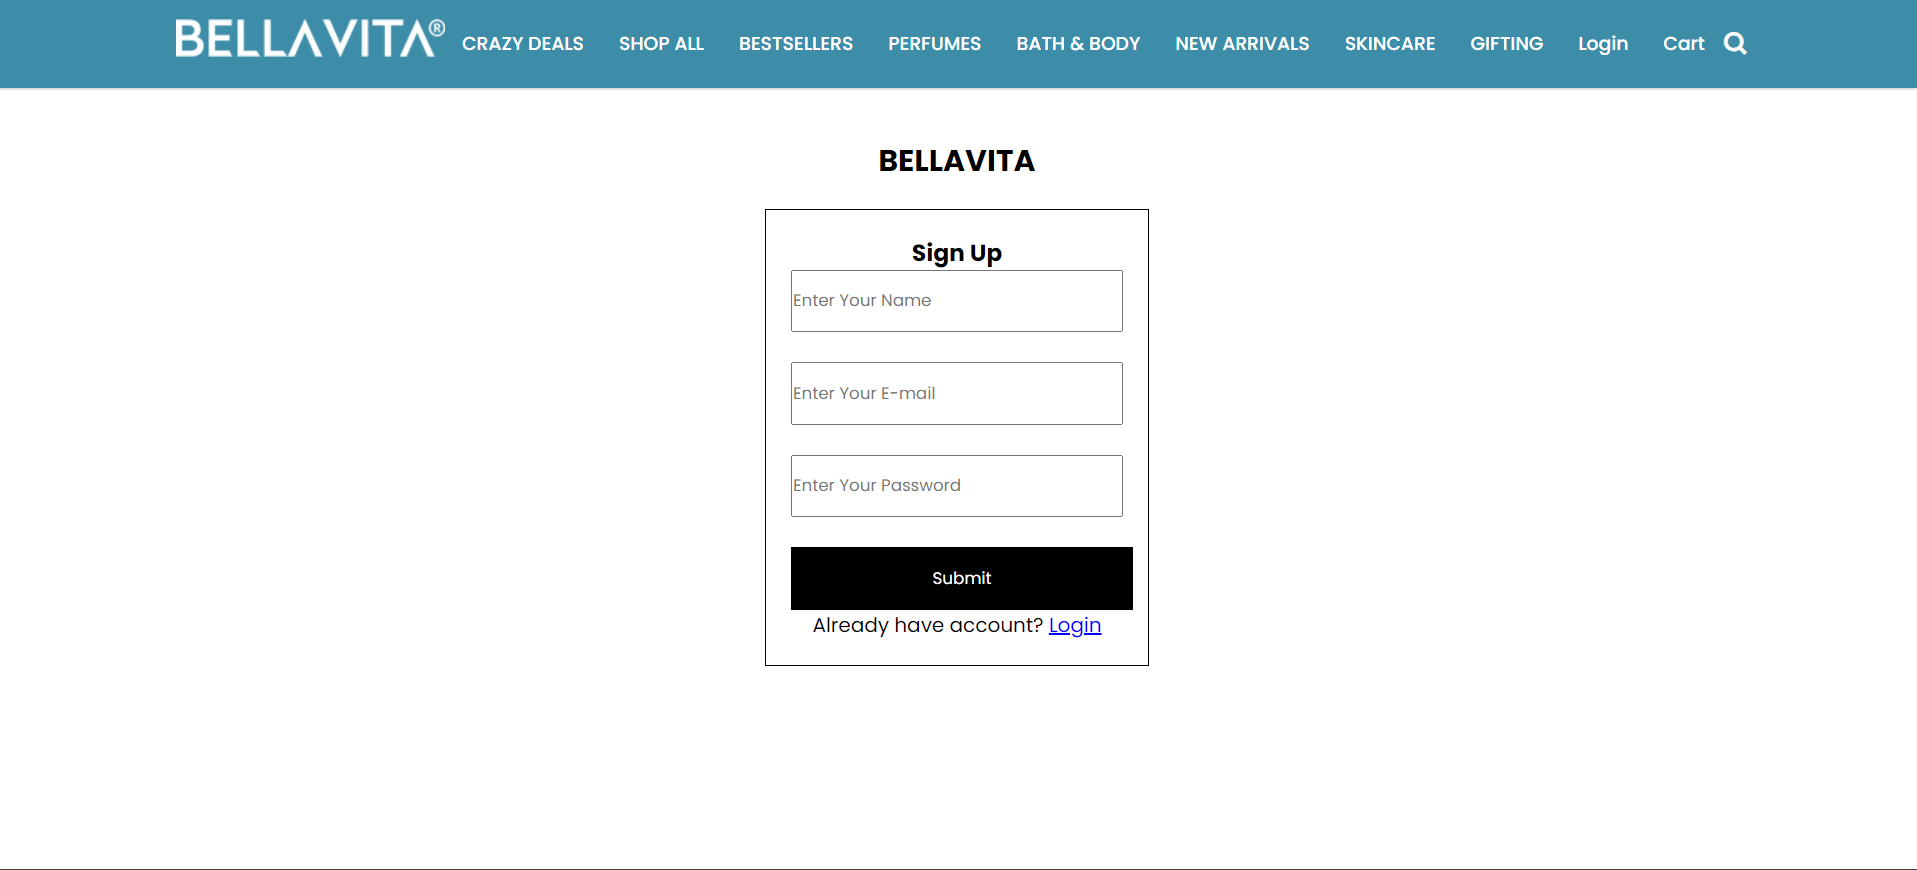 BELLAVITA® CRAZY DEALS SHOP ALL BESTSELLERS PERFUMES BATH & BODY NEW ARRIVALS SKINCARE GIFTING Login Cart
BELLAVITA
Sign Up
Enter Your Name
Enter Your E-mail
Enter Your Password
Submit
Already have account? Login